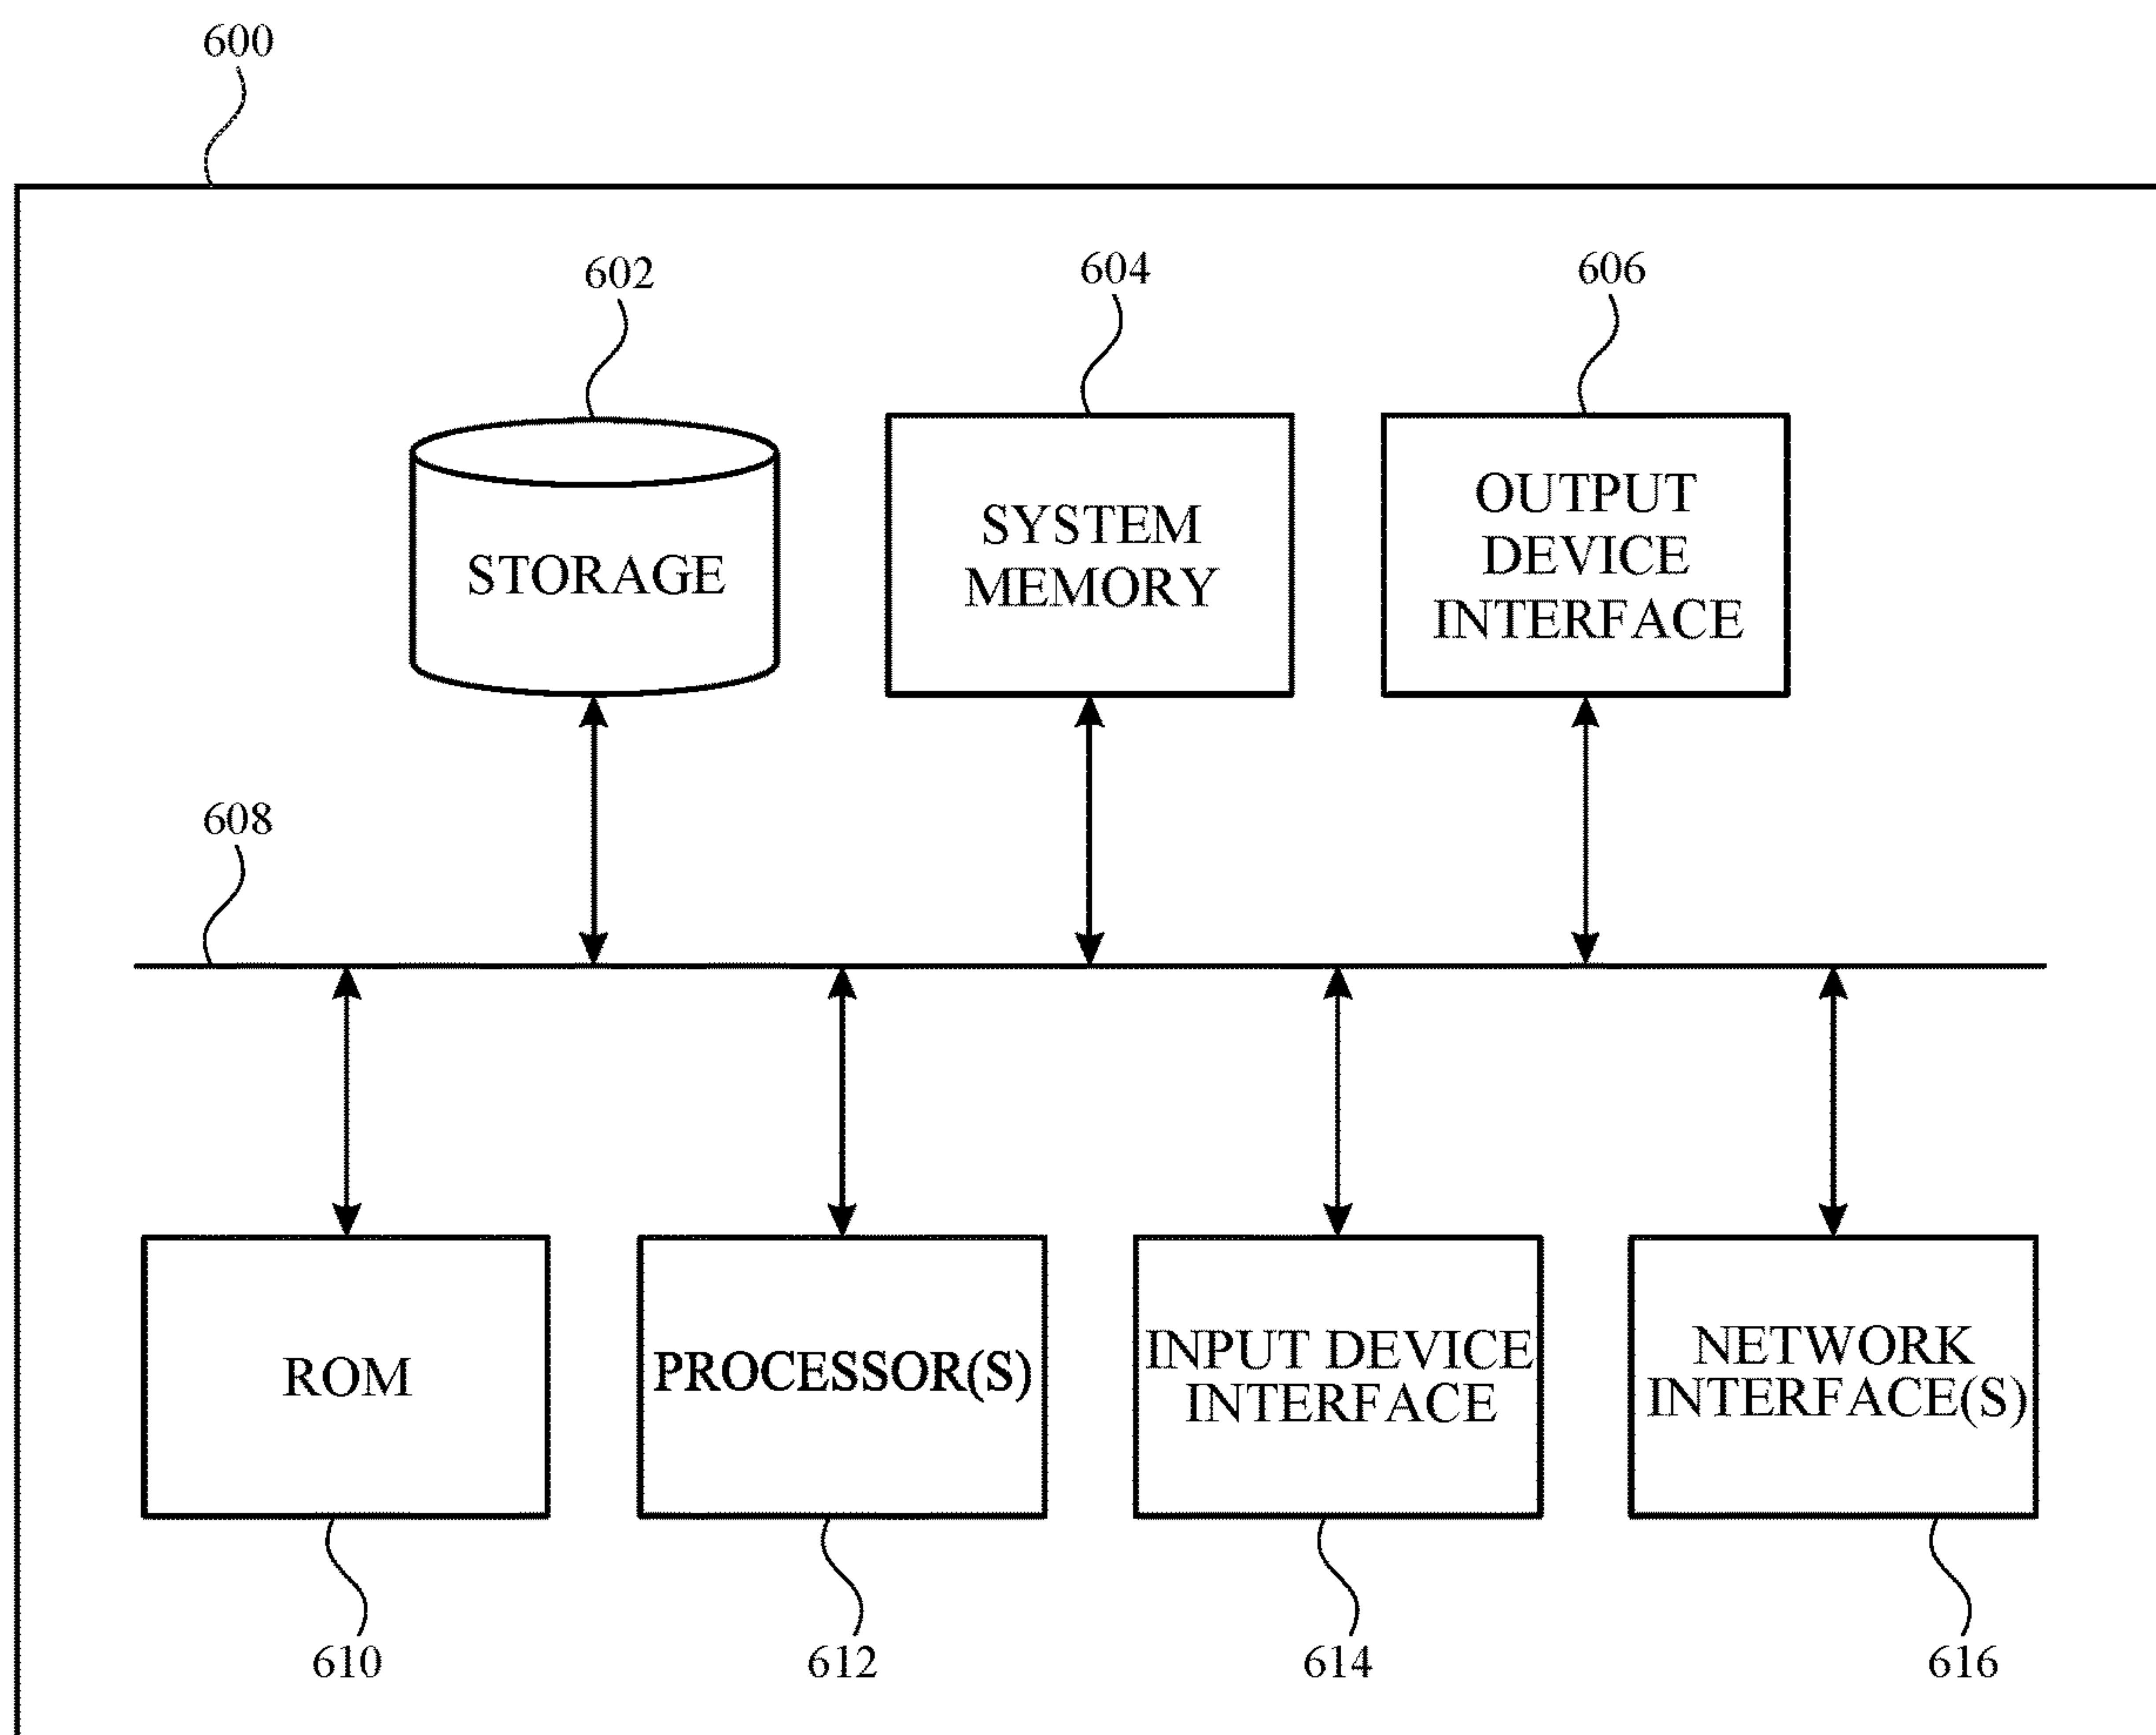 600
602
604
606
STORAGE
SYSTEM
MEMORY
OUTPUT
DEVICE
INTERFACE
608
ROM
PROCESSOR(S)
INPUT DEVICE
INTERFACE
NETWORK
INTERFACE(S)
610
612
614
616